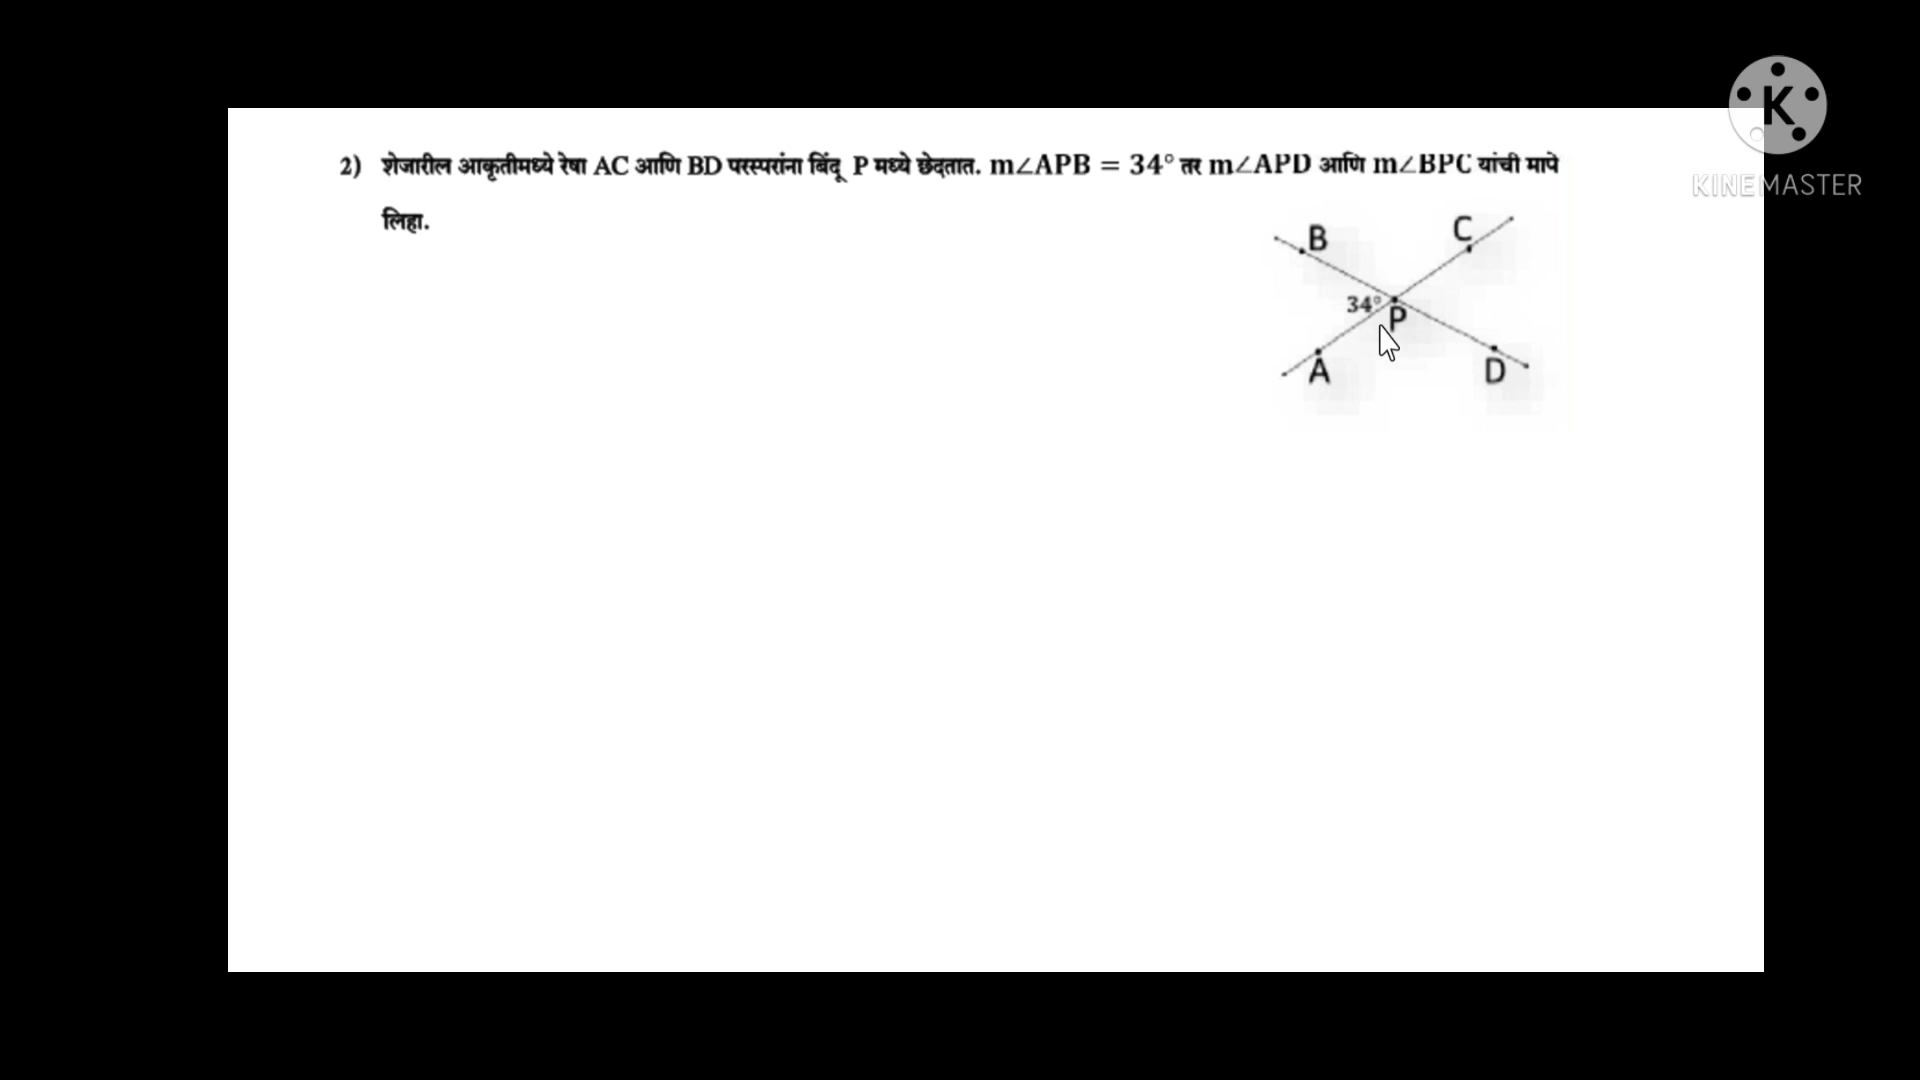 2) शेजारील आकृतीमध्ये रेषा AC आणि BD परस्परांना बिंदू P मध्ये छेदतात. m∠APB = 34° तर m∠APD आणि m∠BPC यांची मापे
लिहा.
B
C
34°
P
A
D
K
KINEMASTER